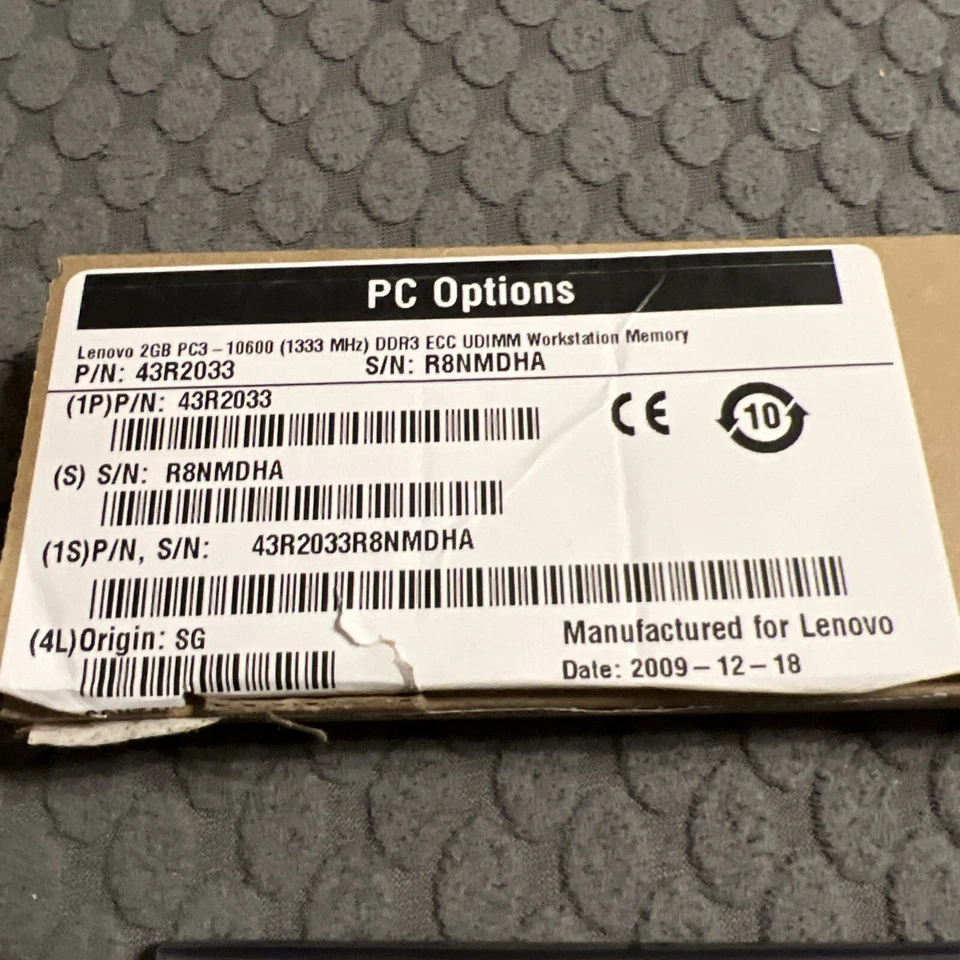 PC Options
Lenovo 2GB PC3-10600 (1333 MHz) DDR3 ECC UDIMM Workstation Memory
P/N: 43R2033 S/N: R8NMDHA
(1P)P/N: 43R2033
CE 10
(S) S/N: R8NMDHA
(1S)P/N, S/N: 43R2033R8NMDHA
(4L)Origin: SG
Manufactured for Lenovo
Date: 2009-12-18